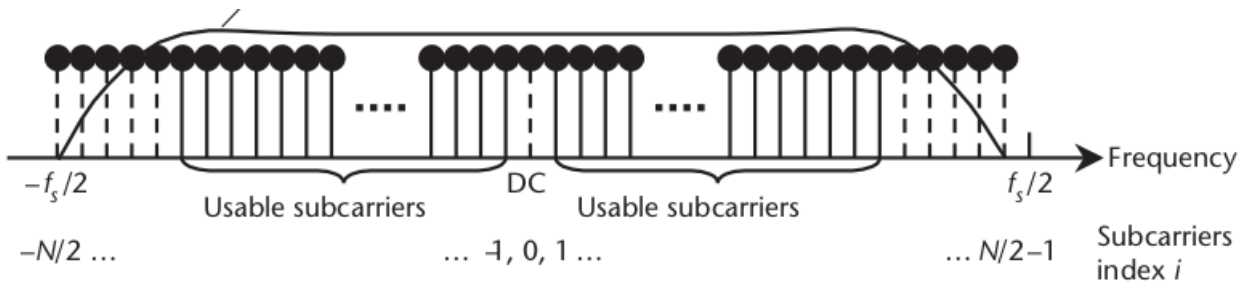 Frequency
−f_s/2 DC f_s/2
Usable subcarriers Usable subcarriers
−N/2 ... ... −1, 0, 1 ... ... N/2−1 Subcarriers
index i